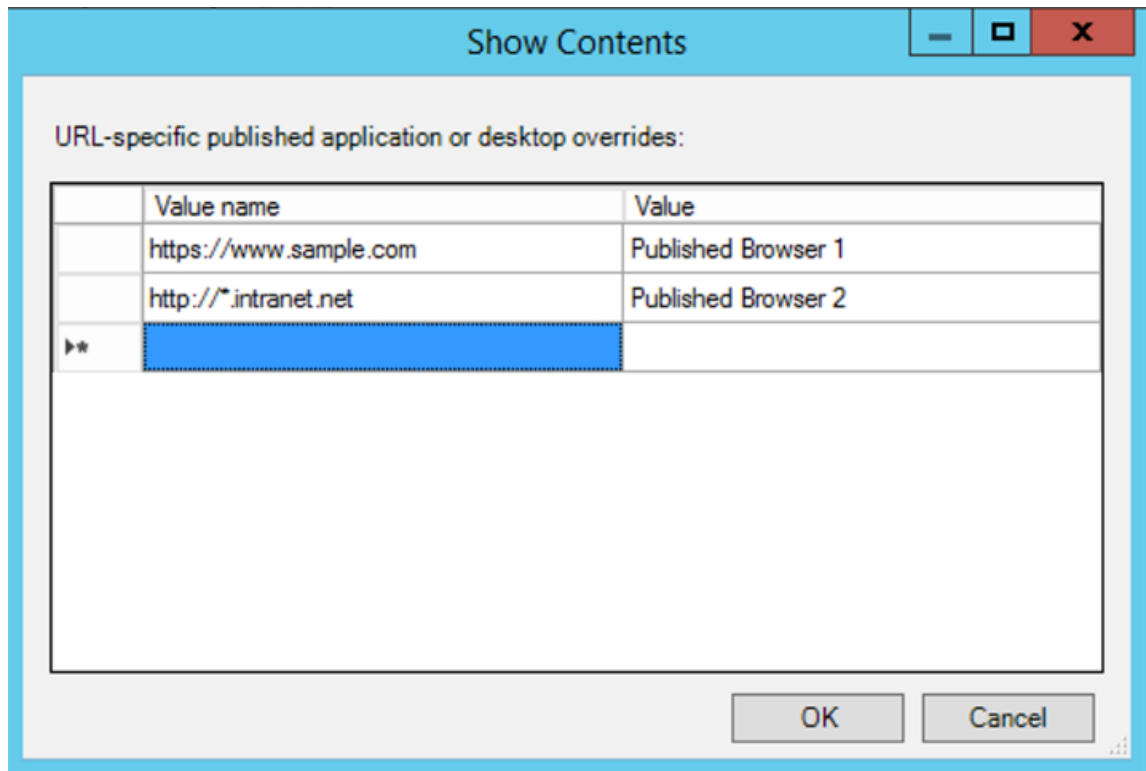 Show Contents
URL-specific published application or desktop overrides:
Value name Value
https://www.sample.com Published Browser 1
http://*.intranet.net Published Browser 2
OK Cancel